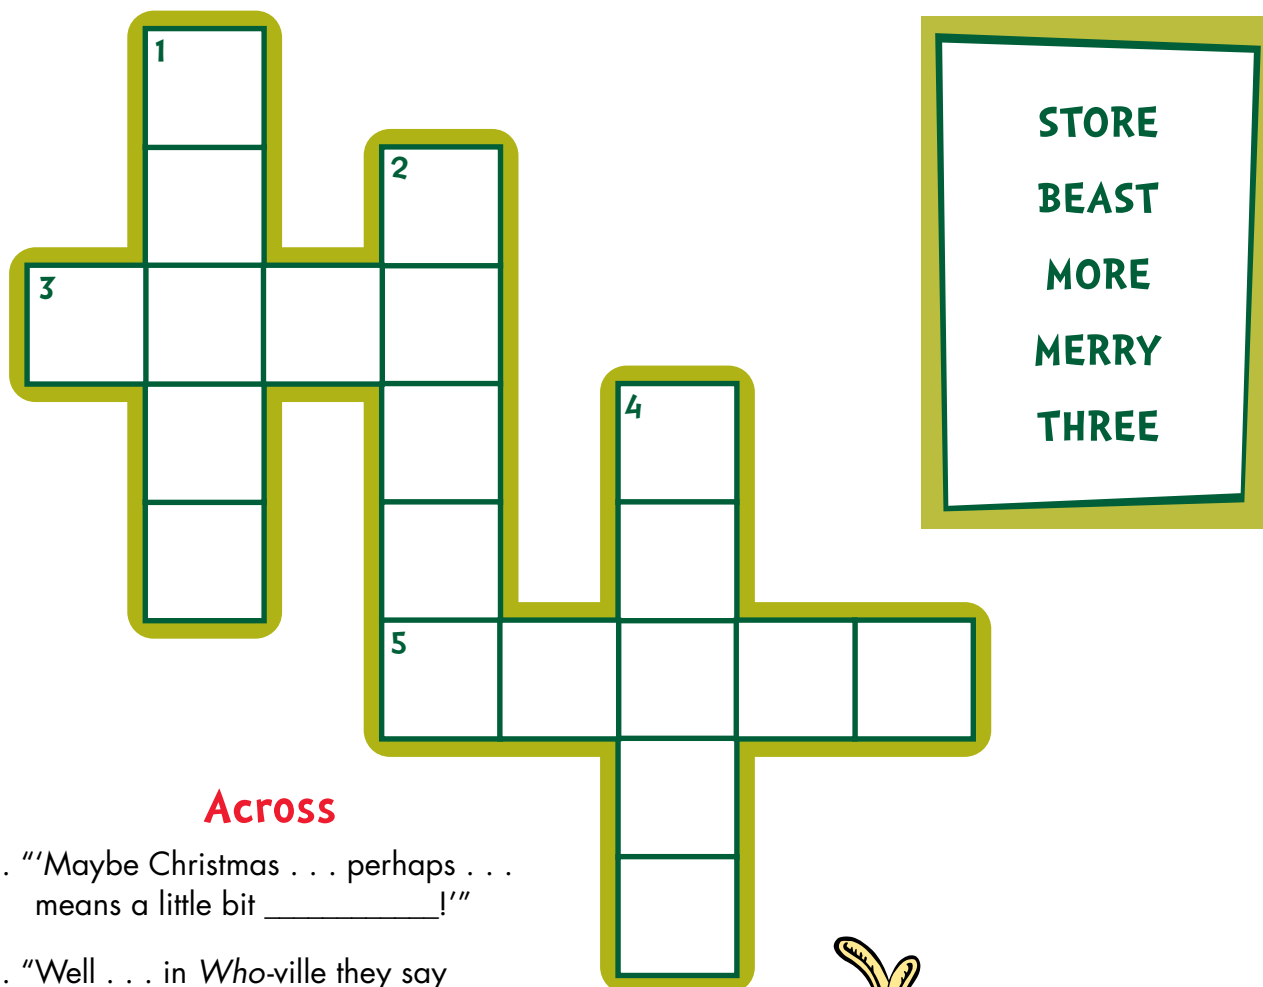 1
2
3
4
5
STORE
BEAST
MORE
MERRY
THREE
Across
. “‘Maybe Christmas . . . perhaps . . .
means a little bit ____________!’”
. “Well . . . in Who-ville they say